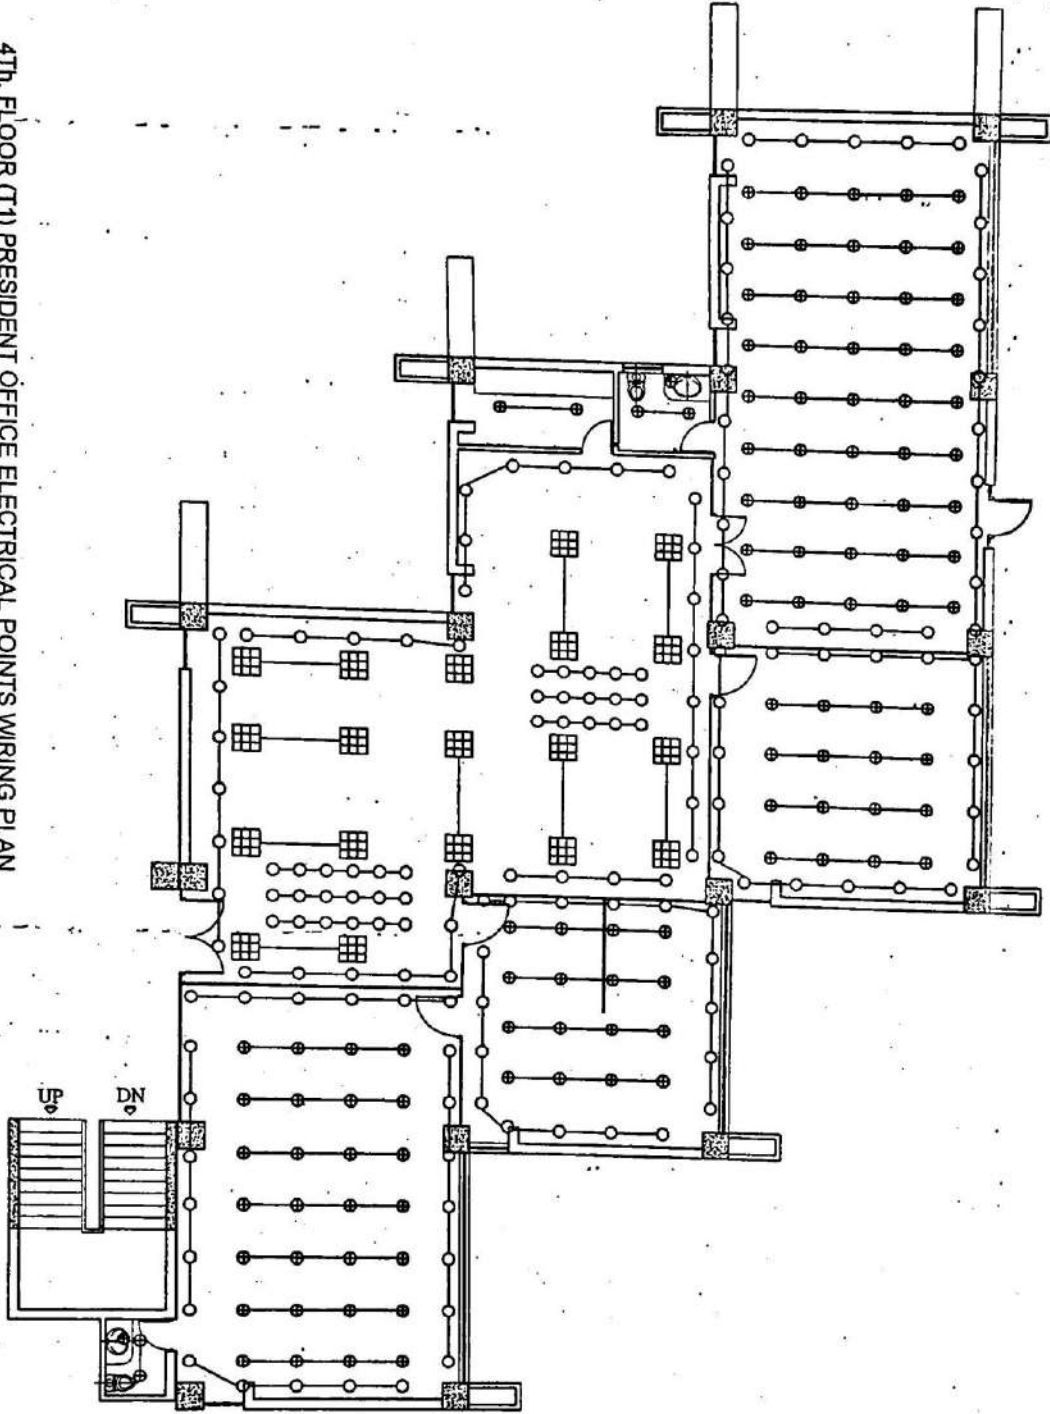 4Th. FLOOR (T1) PRESIDENT OFFICE ELECTRICAL POINTS WIRING PLAN
UP
DN